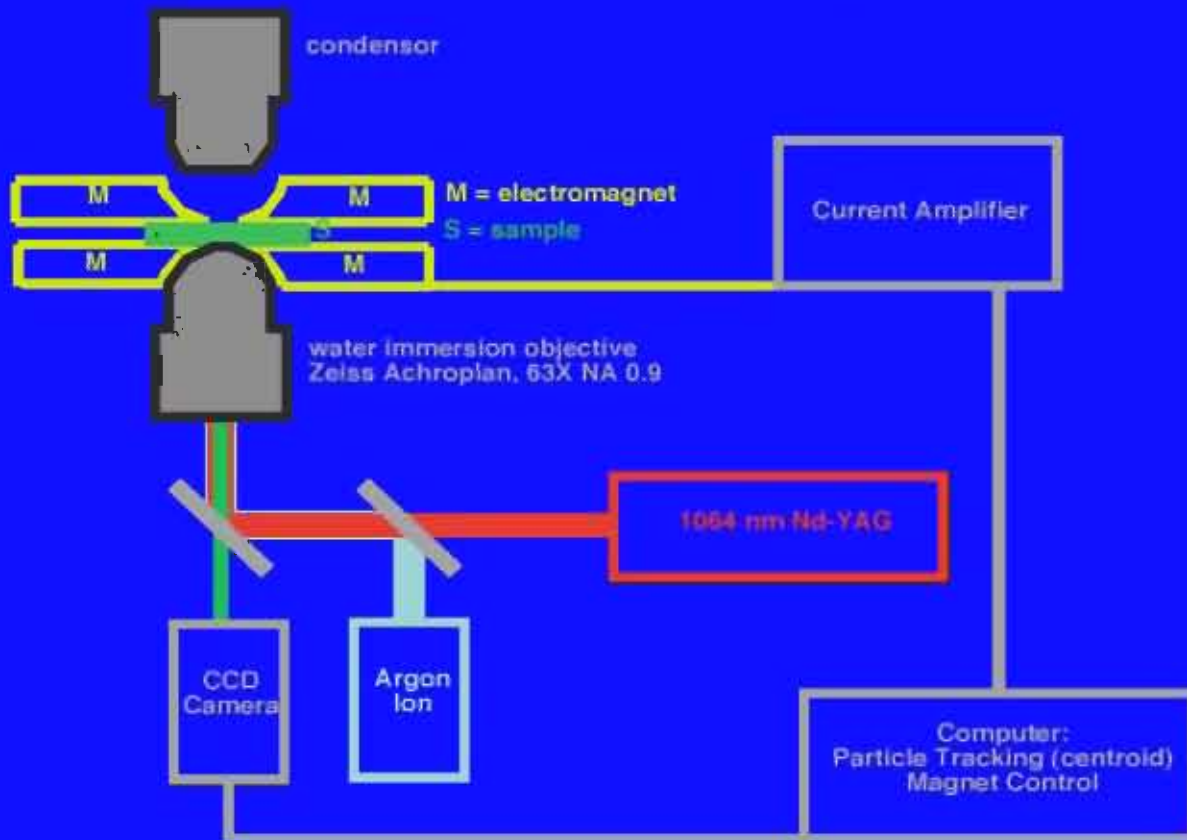 condensor
M
M
M = electromagnet
S
S = sample
M
M
Current Amplifier
water immersion objective
Zeiss Achroplan, 63X NA 0.9
1064 nm Nd-YAG
CCD
Camera
Argon
Ion
Computer:
Particle Tracking (centroid)
Magnet Control